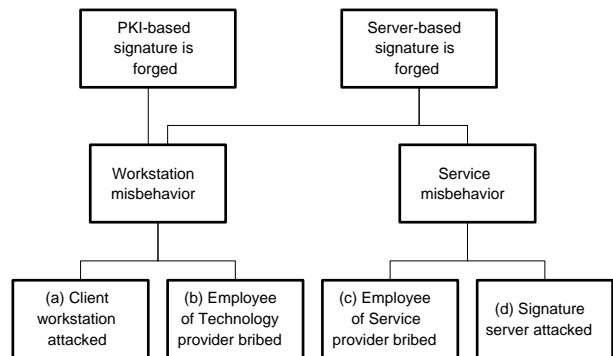 PKI-based
signature is
forged
Server-based
signature is
forged
Workstation
misbehavior
Service
misbehavior
(a) Client
workstation
attacked
(b) Employee
of Technology
provider bribed
(c) Employee
of Service
provider bribed
(d) Signature
server attacked